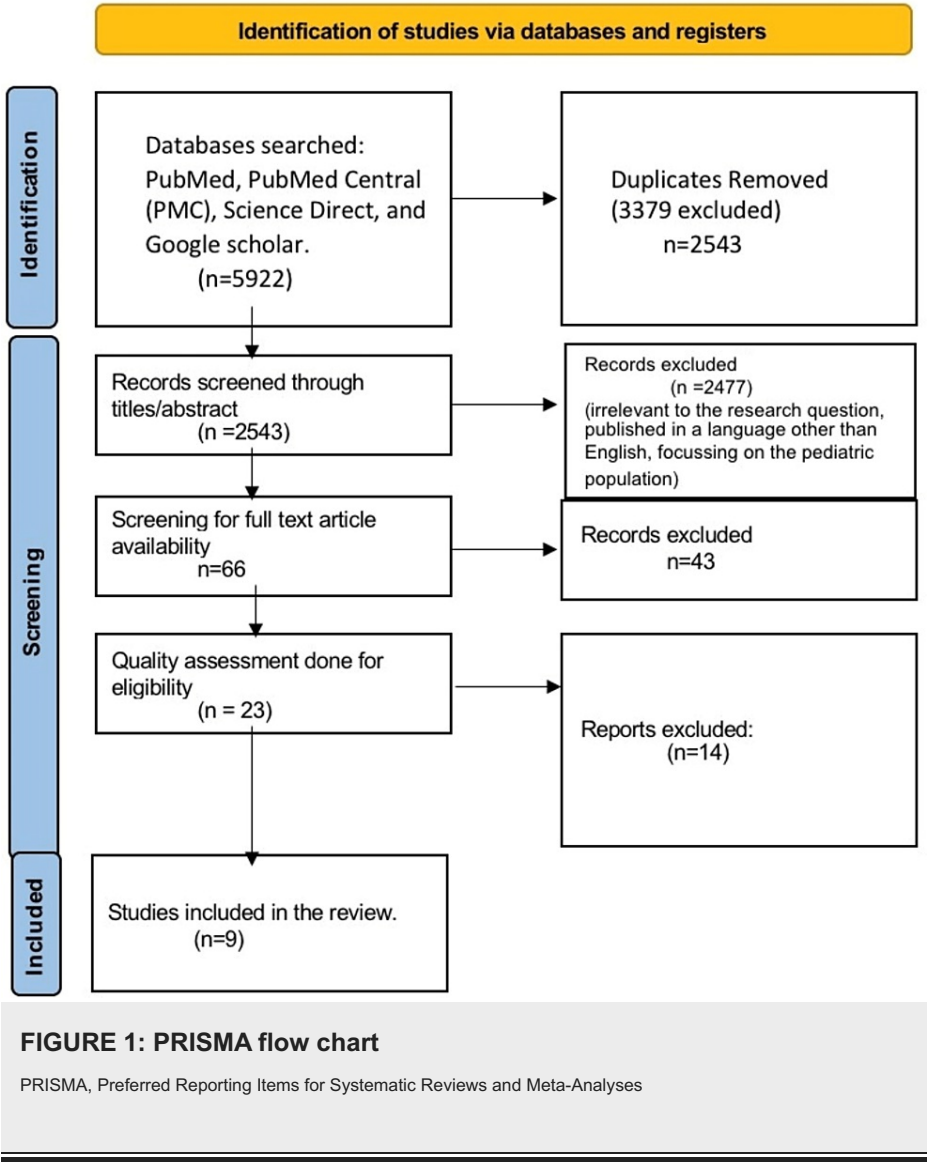 Identification of studies via databases and registers
Identification
Databases searched:
PubMed, PubMed Central
(PMC), Science Direct, and
Google scholar.
(n=5922)
Duplicates Removed
(3379 excluded)
n=2543
Screening
Records screened through
titles/abstract
(n =2543)
Records excluded
(n =2477)
(irrelevant to the research question,
published in a language other than
English, focussing on the pediatric
population)
Screening for full text article
availability
n=66
Records excluded
n=43
Quality assessment done for
eligibility
(n = 23)
Reports excluded:
(n=14)
Included
Studies included in the review.
(n=9)
FIGURE 1: PRISMA flow chart
PRISMA, Preferred Reporting Items for Systematic Reviews and Meta-Analyses